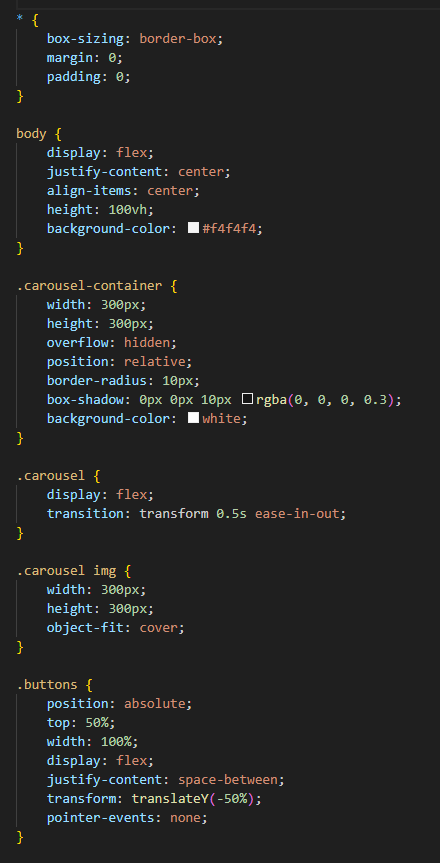 * {
    box-sizing: border-box;
    margin: 0;
    padding: 0;
}

body {
    display: flex;
    justify-content: center;
    align-items: center;
    height: 100vh;
    background-color: #f4f4f4;
}

.carousel-container {
    width: 300px;
    height: 300px;
    overflow: hidden;
    position: relative;
    border-radius: 10px;
    box-shadow: 0px 0px 10px rgba(0, 0, 0, 0.3);
    background-color: white;
}

.carousel {
    display: flex;
    transition: transform 0.5s ease-in-out;
}

.carousel img {
    width: 300px;
    height: 300px;
    object-fit: cover;
}

.buttons {
    position: absolute;
    top: 50%;
    width: 100%;
    display: flex;
    justify-content: space-between;
    transform: translateY(-50%);
    pointer-events: none;
}